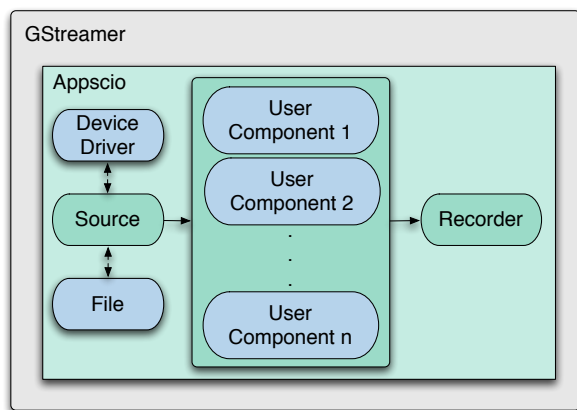 GStreamer
Appscio
Device
Driver
Source
File
User
Component 1
User
Component 2
.
.
.
User
Component n
Recorder